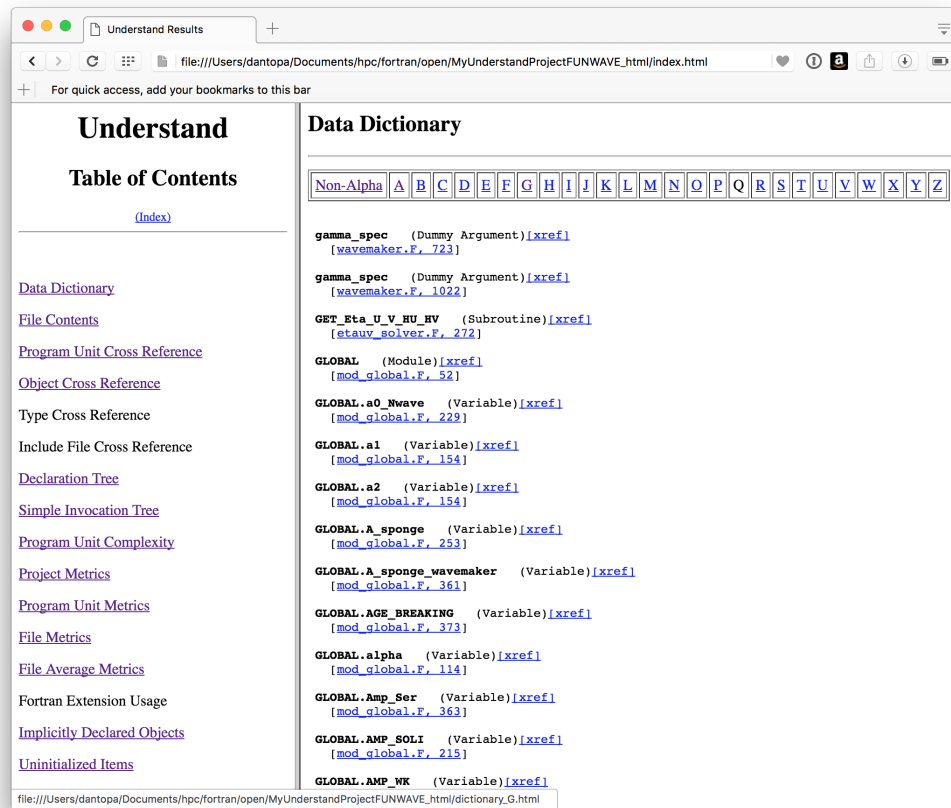 Understand Results
file:///Users/dantopa/Documents/hpc/fortran/open/MyUnderstandProjectFUNWAVE_html/index.html
For quick access, add your bookmarks to this bar
Understand
Table of Contents
(Index)
Data Dictionary
File Contents
Program Unit Cross Reference
Object Cross Reference
Type Cross Reference
Include File Cross Reference
Declaration Tree
Simple Invocation Tree
Program Unit Complexity
Project Metrics
Program Unit Metrics
File Metrics
File Average Metrics
Fortran Extension Usage
Implicitly Declared Objects
Uninitialized Items
Data Dictionary
Non-Alpha A B C D E F G H I J K L M N O P Q R S T U V W X Y Z
gamma_spec (Dummy Argument)[xref]
[wavemaker.F, 723]
gamma_spec (Dummy Argument)[xref]
[wavemaker.F, 1022]
GET_Eta_U_V_HU_HV (Subroutine)[xref]
[etauv_solver.F, 272]
GLOBAL (Module)[xref]
[mod_global.F, 52]
GLOBAL.a0_Nwave (Variable)[xref]
[mod_global.F, 229]
GLOBAL.a1 (Variable)[xref]
[mod_global.F, 154]
GLOBAL.a2 (Variable)[xref]
[mod_global.F, 154]
GLOBAL.A_sponge (Variable)[xref]
[mod_global.F, 253]
GLOBAL.A_sponge_wavemaker (Variable)[xref]
[mod_global.F, 361]
GLOBAL.AGE_BREAKING (Variable)[xref]
[mod_global.F, 373]
GLOBAL.alpha (Variable)[xref]
[mod_global.F, 114]
GLOBAL.Amp_Ser (Variable)[xref]
[mod_global.F, 363]
GLOBAL.AMP_SOLI (Variable)[xref]
[mod_global.F, 215]
GLOBAL.AMP_WK (Variable)[xref]
file:///Users/dantopa/Documents/hpc/fortran/open/MyUnderstandProjectFUNWAVE_html/dictionary_G.html